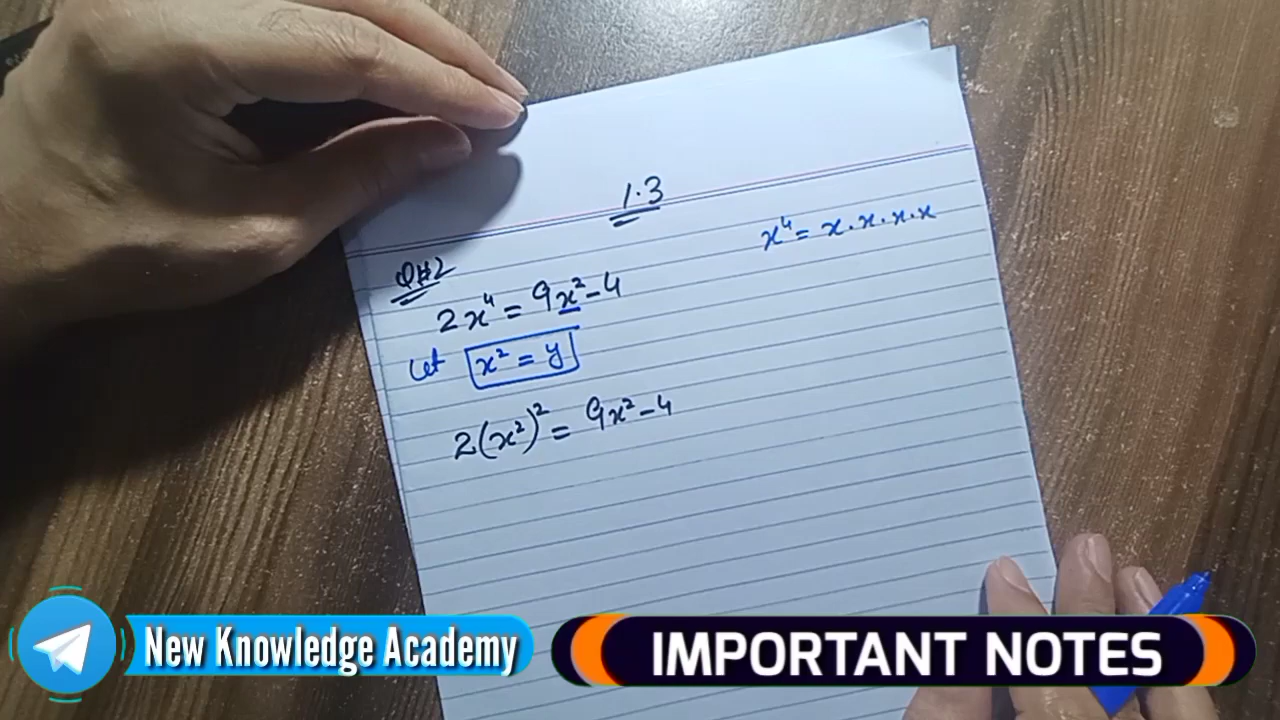 1.3
x⁴ = x.x.x.x
Q#2
2x⁴ = 9x²-4
Let x² = y
2(x²)² = 9x²-4
New Knowledge Academy
IMPORTANT NOTES